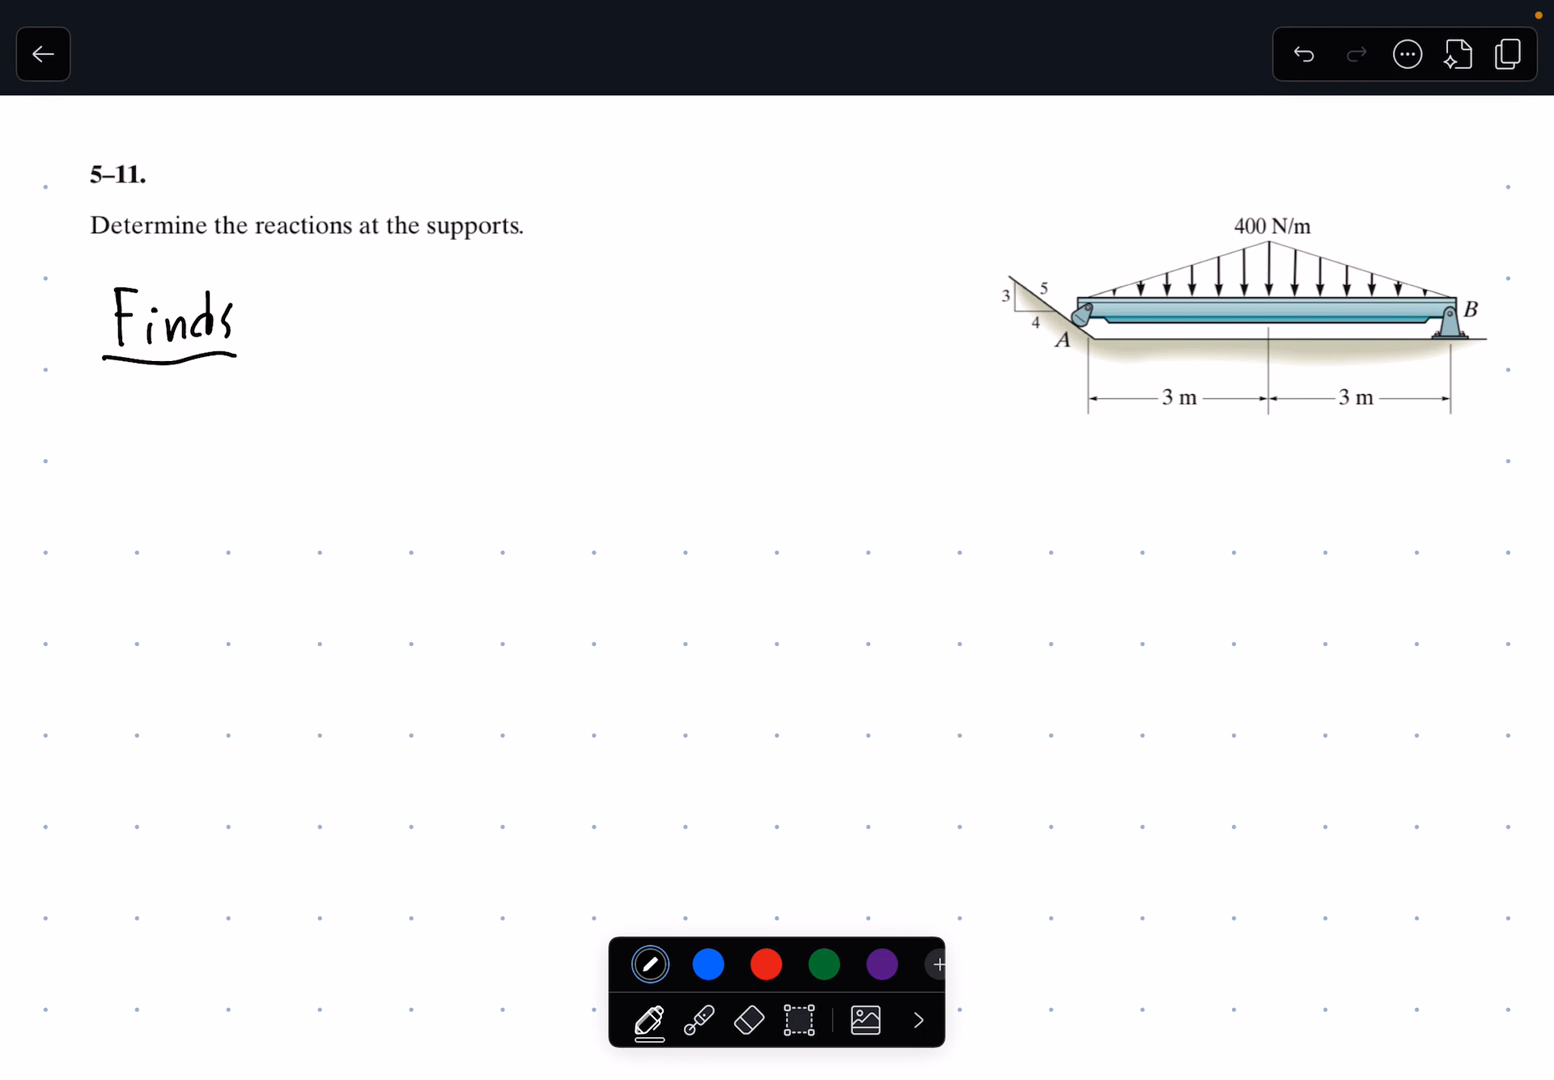 5–11.
Determine the reactions at the supports.
Finds
400 N/m
3
5
4
A
B
3 m
3 m